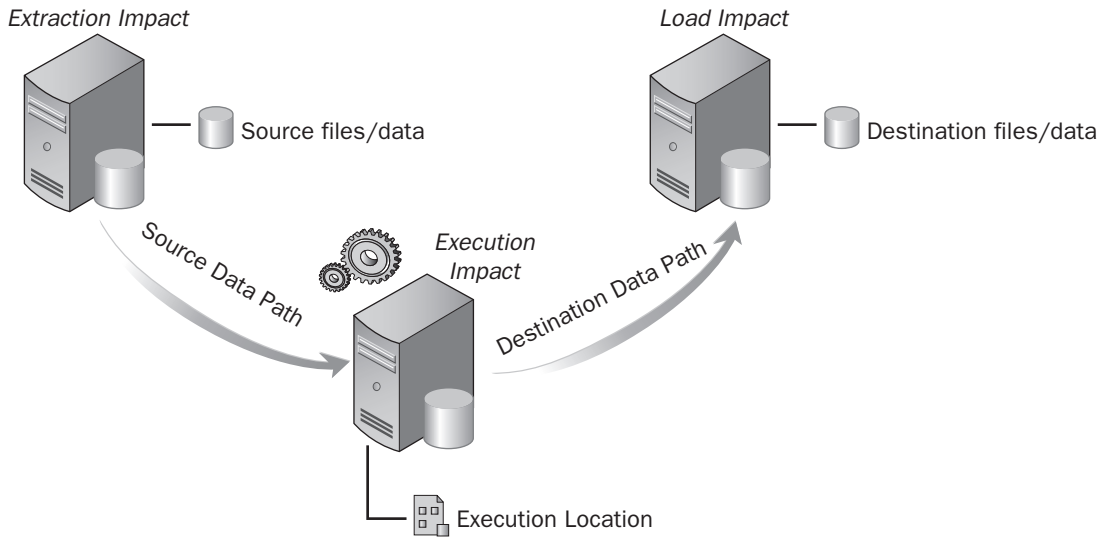 Extraction Impact
Load Impact
Source files/data
Destination files/data
Source Data Path
Execution
Impact
Destination Data Path
Execution Location